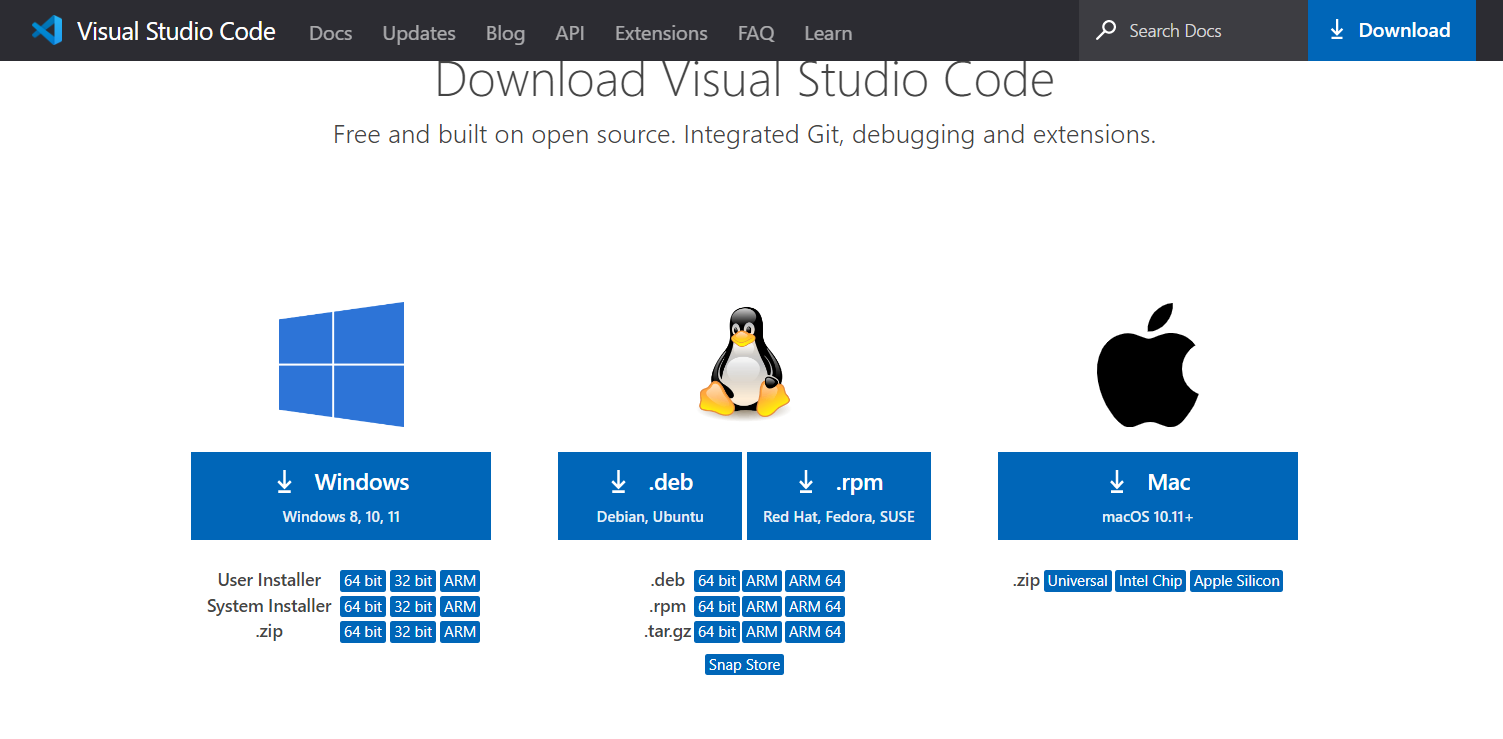 Visual Studio Code Docs Updates Blog API Extensions FAQ Learn Search Docs Download
Download Visual Studio Code
Free and built on open source. Integrated Git, debugging and extensions.
Windows
Windows 8, 10, 11
User Installer 64 bit 32 bit ARM
System Installer 64 bit 32 bit ARM
.zip 64 bit 32 bit ARM
.deb
Debian, Ubuntu
.rpm
Red Hat, Fedora, SUSE
.deb 64 bit ARM ARM 64
.rpm 64 bit ARM ARM 64
.tar.gz 64 bit ARM ARM 64
Snap Store
Mac
macOS 10.11+
.zip Universal Intel Chip Apple Silicon